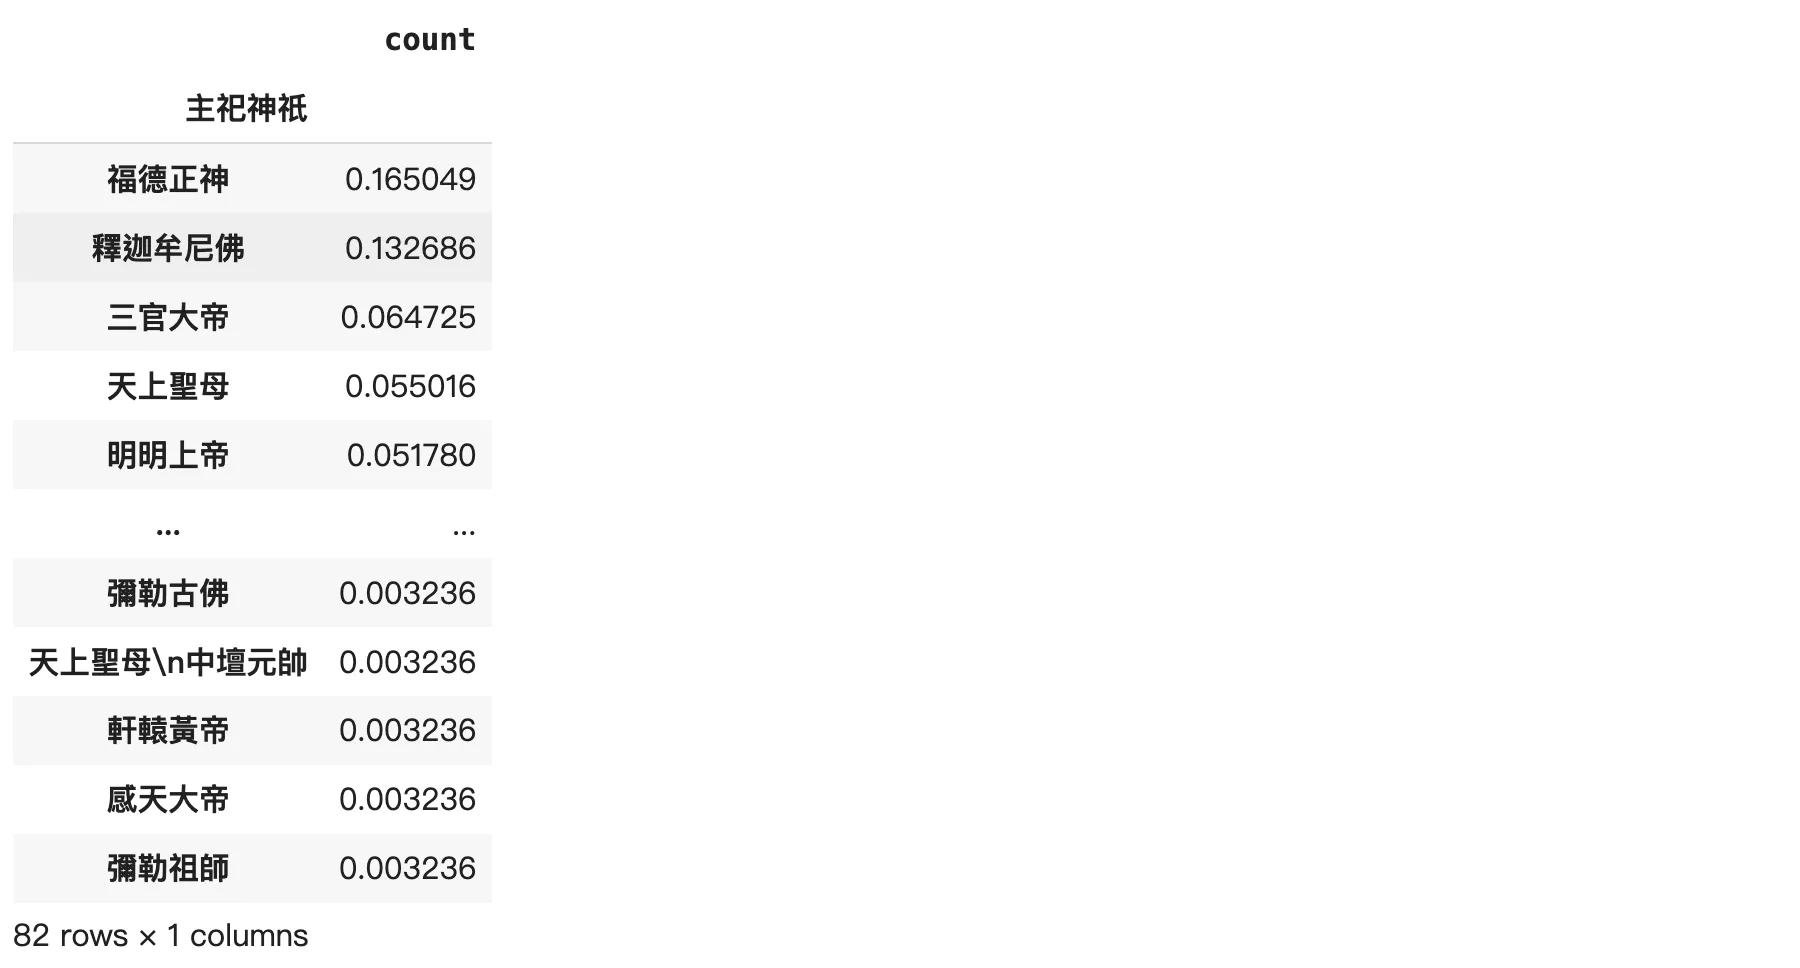 count
主祀神祇
福德正神 0.165049
釋迦牟尼佛 0.132686
三官大帝 0.064725
天上聖母 0.055016
明明上帝 0.051780
... ...
彌勒古佛 0.003236
天上聖母\n中壇元帥 0.003236
軒轅黃帝 0.003236
感天大帝 0.003236
彌勒祖師 0.003236
82 rows × 1 columns